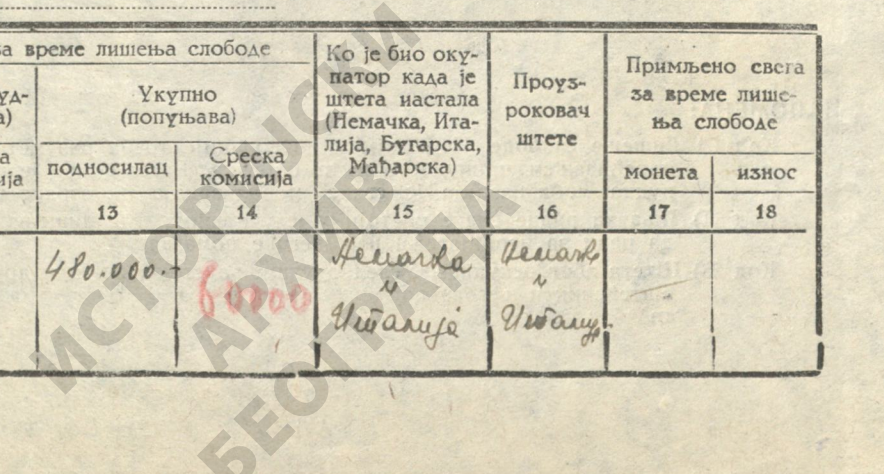 за време лишења слободе
Ко је био оку-
патор када је
штета настала
(Немачка, Ита-
лија, Бугарска,
Мађарска)
Проуз-
роковач
штете
Примљено свега
за време лише-
ња слободе
Укупно
(попуњава)
подносилац
Среска
комисија
монета
износ
13
14
15
16
17
18
480.000.-
60000
Немачка
и
Италија
и
ИСТОРИЈСКИ
АРХИВ
БЕОГРАДА